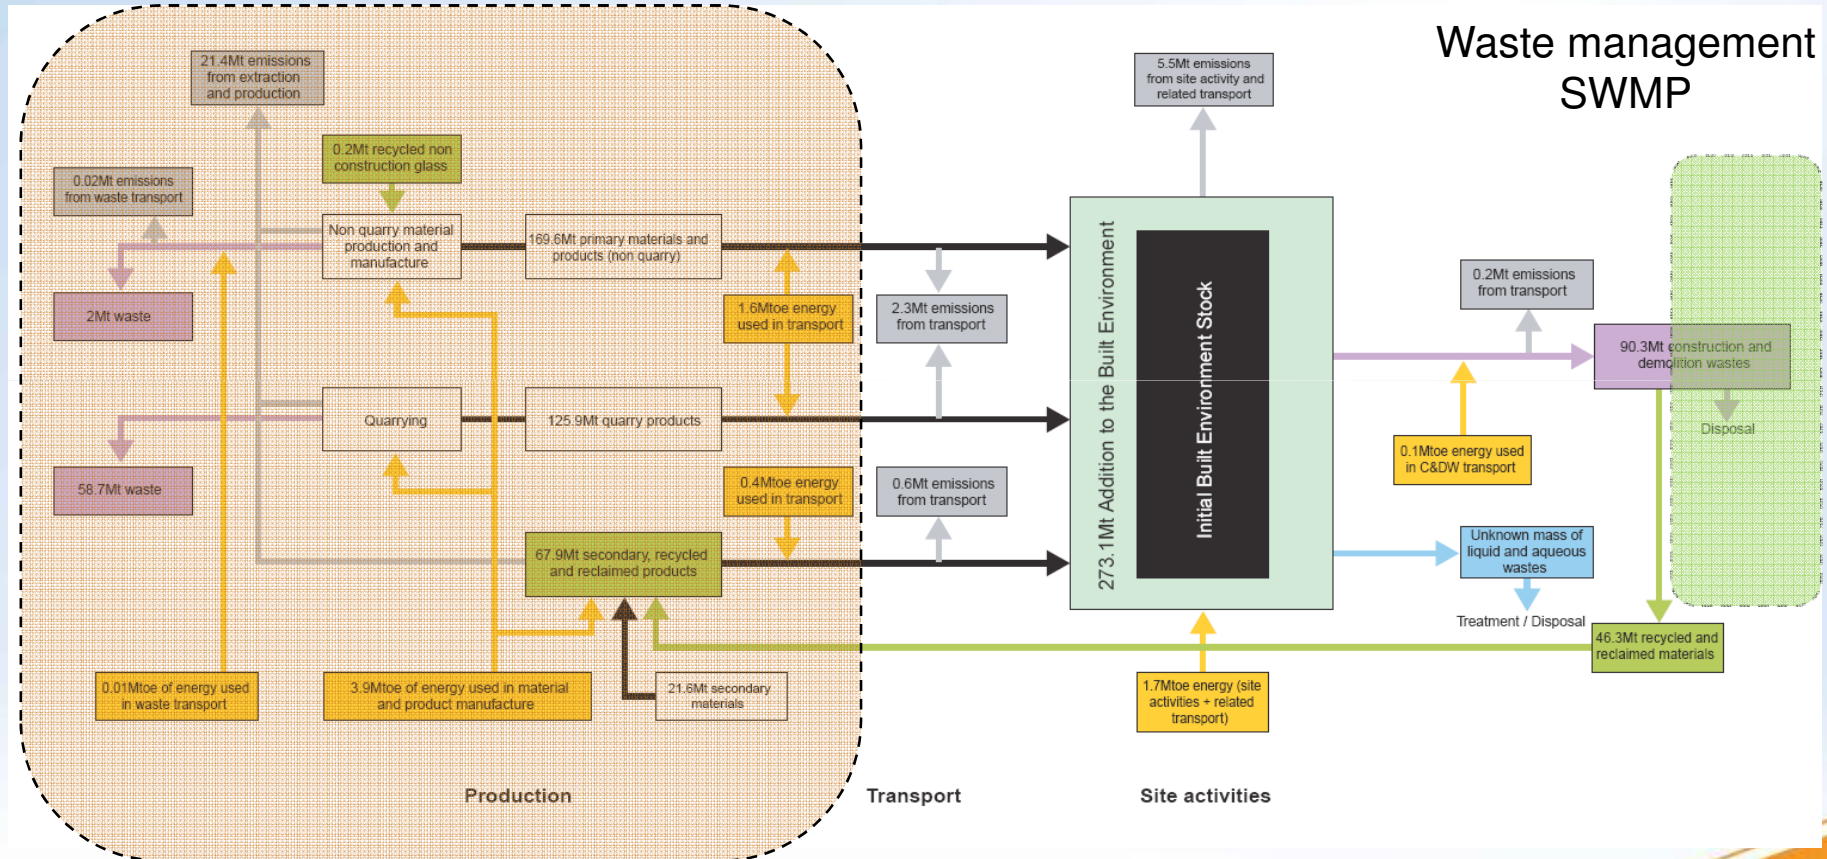 Waste management
SWMP
21.4Mt emissions
from extraction
and production
5.5Mt emissions
from site activity and
related transport
0.2Mt recycled non
construction glass
0.02Mt emissions
from waste transport
Non quarry material
production and
manufacture
169.6Mt primary materials and
products (non quarry)
2Mt waste
1.6Mtoe energy
used in transport
2.3Mt emissions
from transport
273.1Mt Addition to the Built Environment
Initial Built Environment Stock
0.2Mt emissions
from transport
90.3Mt construction and
demolition wastes
Disposal
Quarrying
125.9Mt quarry products
58.7Mt waste
0.4Mtoe energy
used in transport
0.6Mt emissions
from transport
0.1Mtoe energy used
in C&DW transport
67.9Mt secondary, recycled
and reclaimed products
Unknown mass of
liquid and aqueous
wastes
Treatment / Disposal
46.3Mt recycled and
reclaimed materials
0.01Mtoe of energy used
in waste transport
3.9Mtoe of energy used in material
and product manufacture
21.6Mt secondary
materials
1.7Mtoe energy (site
activities + related
transport)
Production
Transport
Site activities